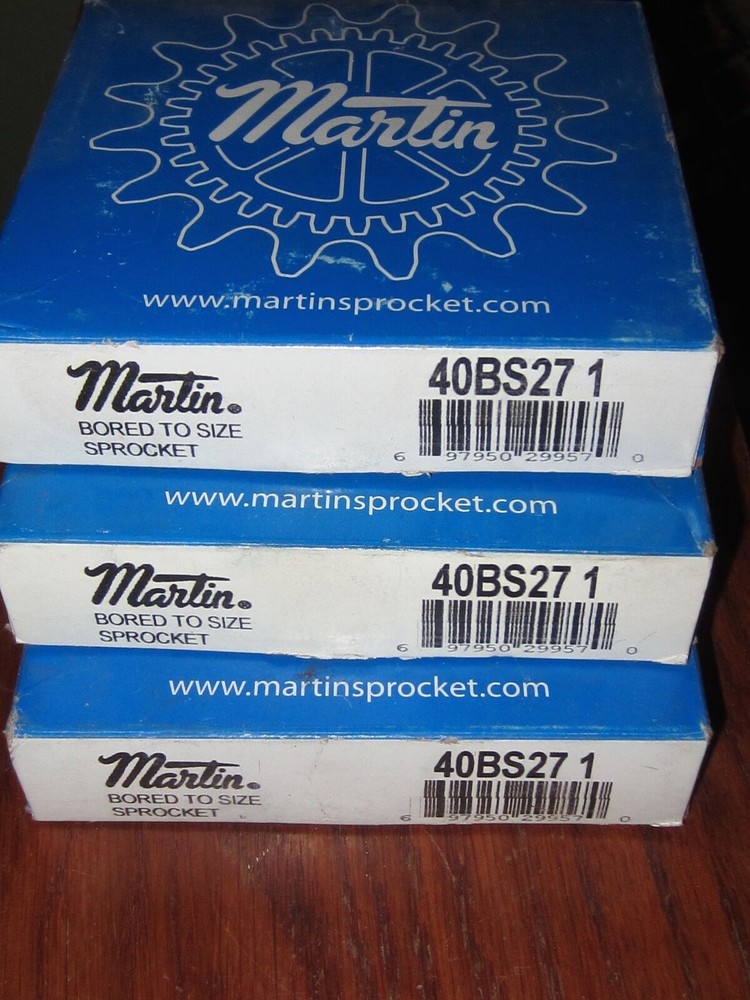 Martin
www.martinsprocket.com
Martin®
BORED TO SIZE
SPROCKET
40BS27 1
6 97950 29957 0
www.martinsprocket.com
Martin®
BORED TO SIZE
SPROCKET
40BS27 1
6 97950 29957 0
www.martinsprocket.com
Martin®
BORED TO SIZE
SPROCKET
40BS27 1
6 97950 29957 0